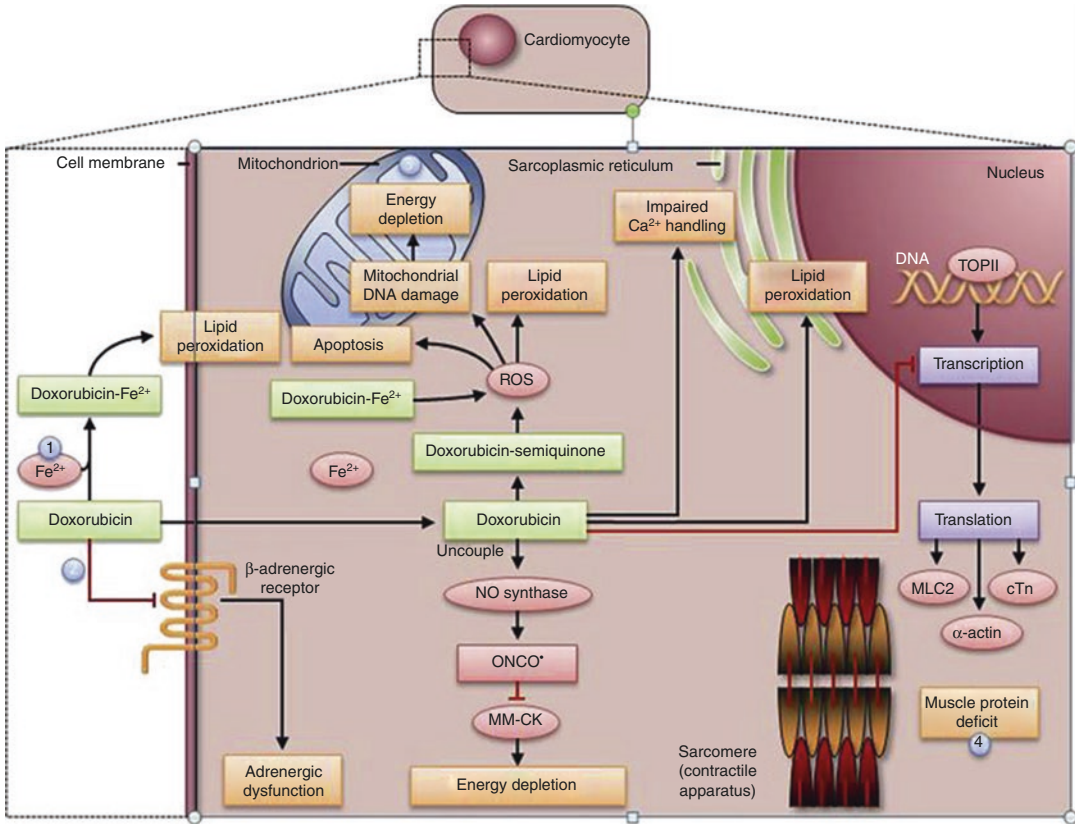 Cardiomyocyte
Cell membrane
Mitochondrion
Sarcoplasmic reticulum
Nucleus
Energy
depletion
Impaired
Ca²⁺ handling
DNA
TOPII
Mitochondrial
DNA damage
Lipid
peroxidation
Lipid
peroxidation
Lipid
peroxidation
Apoptosis
Transcription
ROS
Doxorubicin-Fe²⁺
Doxorubicin-Fe²⁺
1
Fe²⁺
Fe²⁺
Doxorubicin-semiquinone
Doxorubicin
Doxorubicin
Uncouple
Translation
2
β-adrenergic
receptor
NO synthase
MLC2
cTn
α-actin
ONCO•
MM-CK
Muscle protein
deficit
4
Sarcomere
(contractile
apparatus)
Adrenergic
dysfunction
Energy depletion